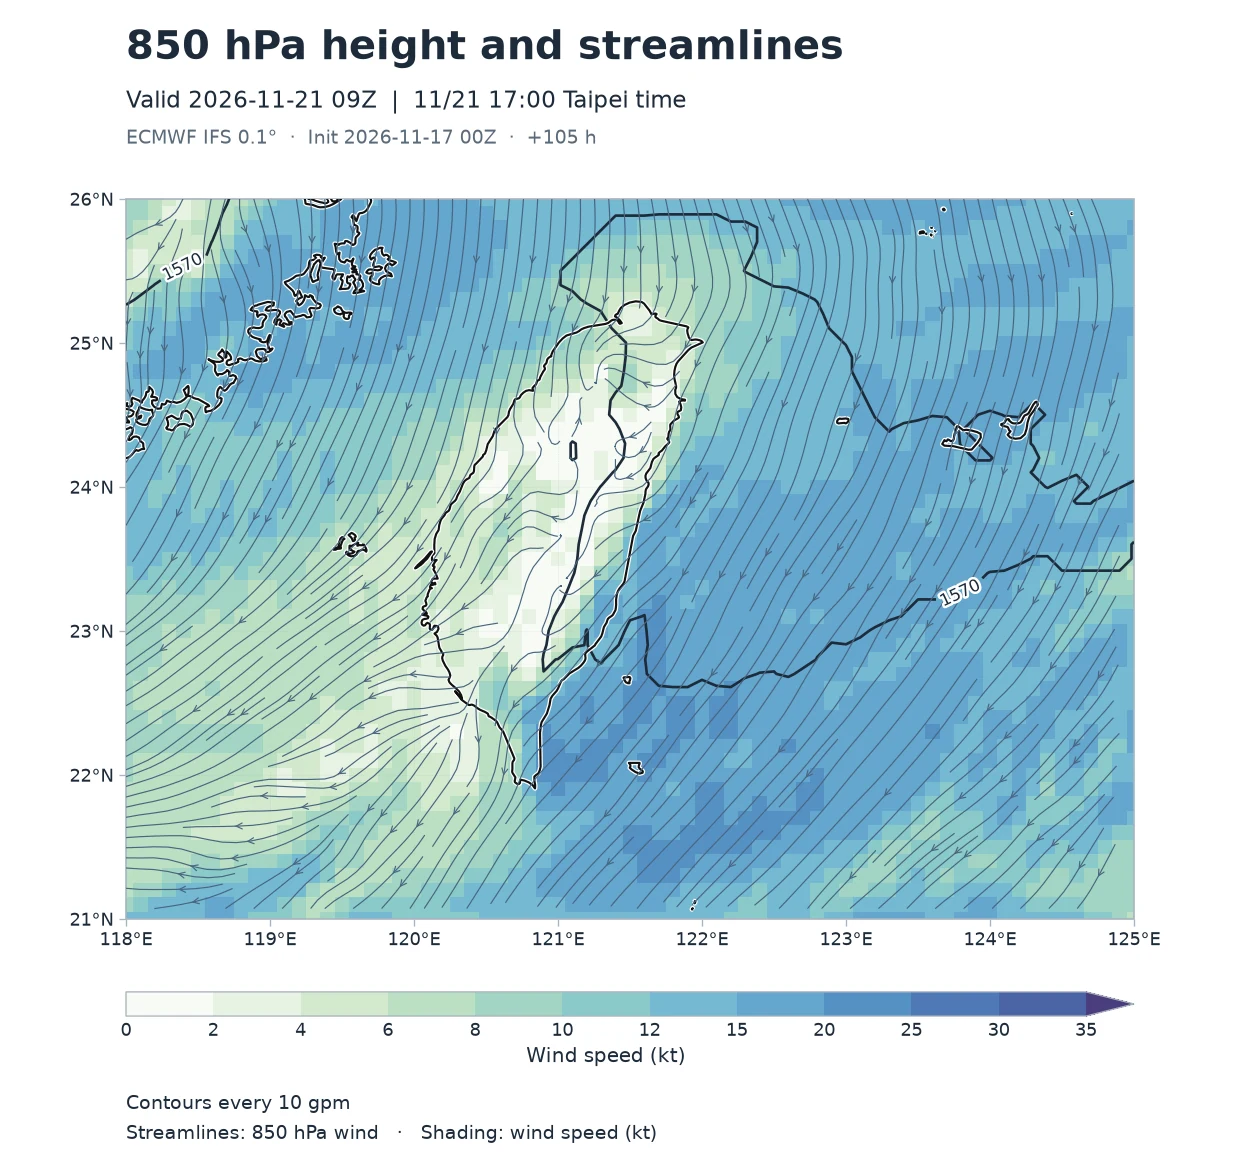 850 hPa height and streamlines
Valid 2026-11-21 09Z | 11/21 17:00 Taipei time
ECMWF IFS 0.1° · Init 2026-11-17 00Z · +105 h
26°N
1570
25°N
24°N
1570
23°N
22°N
21°N
118°E 119°E 120°E 121°E 122°E 123°E 124°E 125°E
0 2 4 6 8 10 12 15 20 25 30 35
Wind speed (kt)
Contours every 10 gpm
Streamlines: 850 hPa wind · Shading: wind speed (kt)